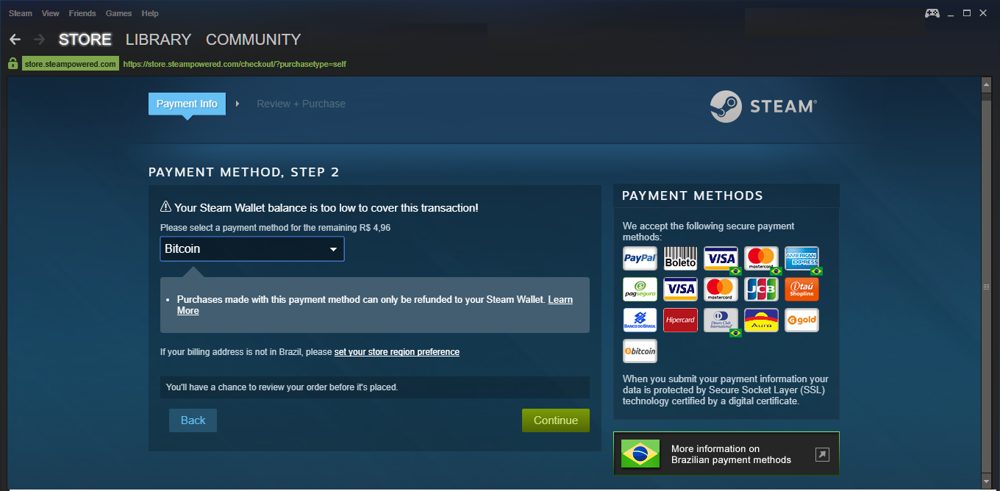 Steam View Friends Games Help
STORE LIBRARY COMMUNITY
store.steampowered.com https://store.steampowered.com/checkout/?purchasetype=self
Payment Info Review + Purchase
STEAM®
PAYMENT METHOD, STEP 2
Your Steam Wallet balance is too low to cover this transaction!
Please select a payment method for the remaining R$ 4,96
Bitcoin
• Purchases made with this payment method can only be refunded to your Steam Wallet. Learn
More
If your billing address is not in Brazil, please set your store region preference
You'll have a chance to review your order before it's placed.
Back Continue
PAYMENT METHODS
We accept the following secure payment
methods:
PayPal Boleto VISA mastercard AMERICAN EXPRESS
pagseguro VISA mastercard JCB Itaú Shopline
BANCO DO BRASIL Hipercard Diners Club International Aura gold
bitcoin
When you submit your payment information your
data is protected by Secure Socket Layer (SSL)
technology certified by a digital certificate.
More information on
Brazilian payment methods